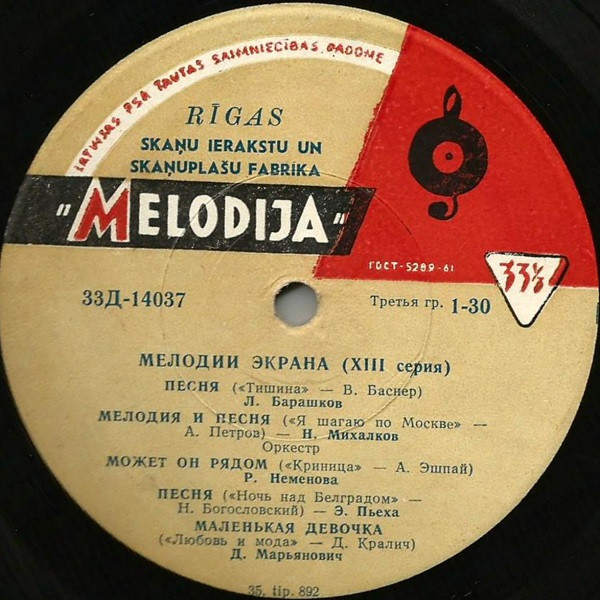 LATVIJAS PSR TAUTAS SAIMNIECĪBAS PADOME
RĪGAS
SKAŅU IERAKSTU UN
SKAŅUPLAŠU FABRIKA
"MELODIJA"
ГОСТ-5289-61
33⅓
33Д-14037
Третья гр. 1-30
МЕЛОДИИ ЭКРАНА (XIII серия)
ПЕСНЯ («Тишина» — В. Баснер)
Л. Барашков
МЕЛОДИЯ И ПЕСНЯ («Я шагаю по Москве» —
А. Петров) — Н. Михалков
Оркестр
МОЖЕТ ОН РЯДОМ («Криница» — А. Эшпай)
Р. Неменова
ПЕСНЯ («Ночь над Белградом» —
Н. Богословский) — Э. Пьеха
МАЛЕНЬКАЯ ДЕВОЧКА
(«Любовь и мода» — Д. Кралич)
Д. Марьянович
35. tip. 892